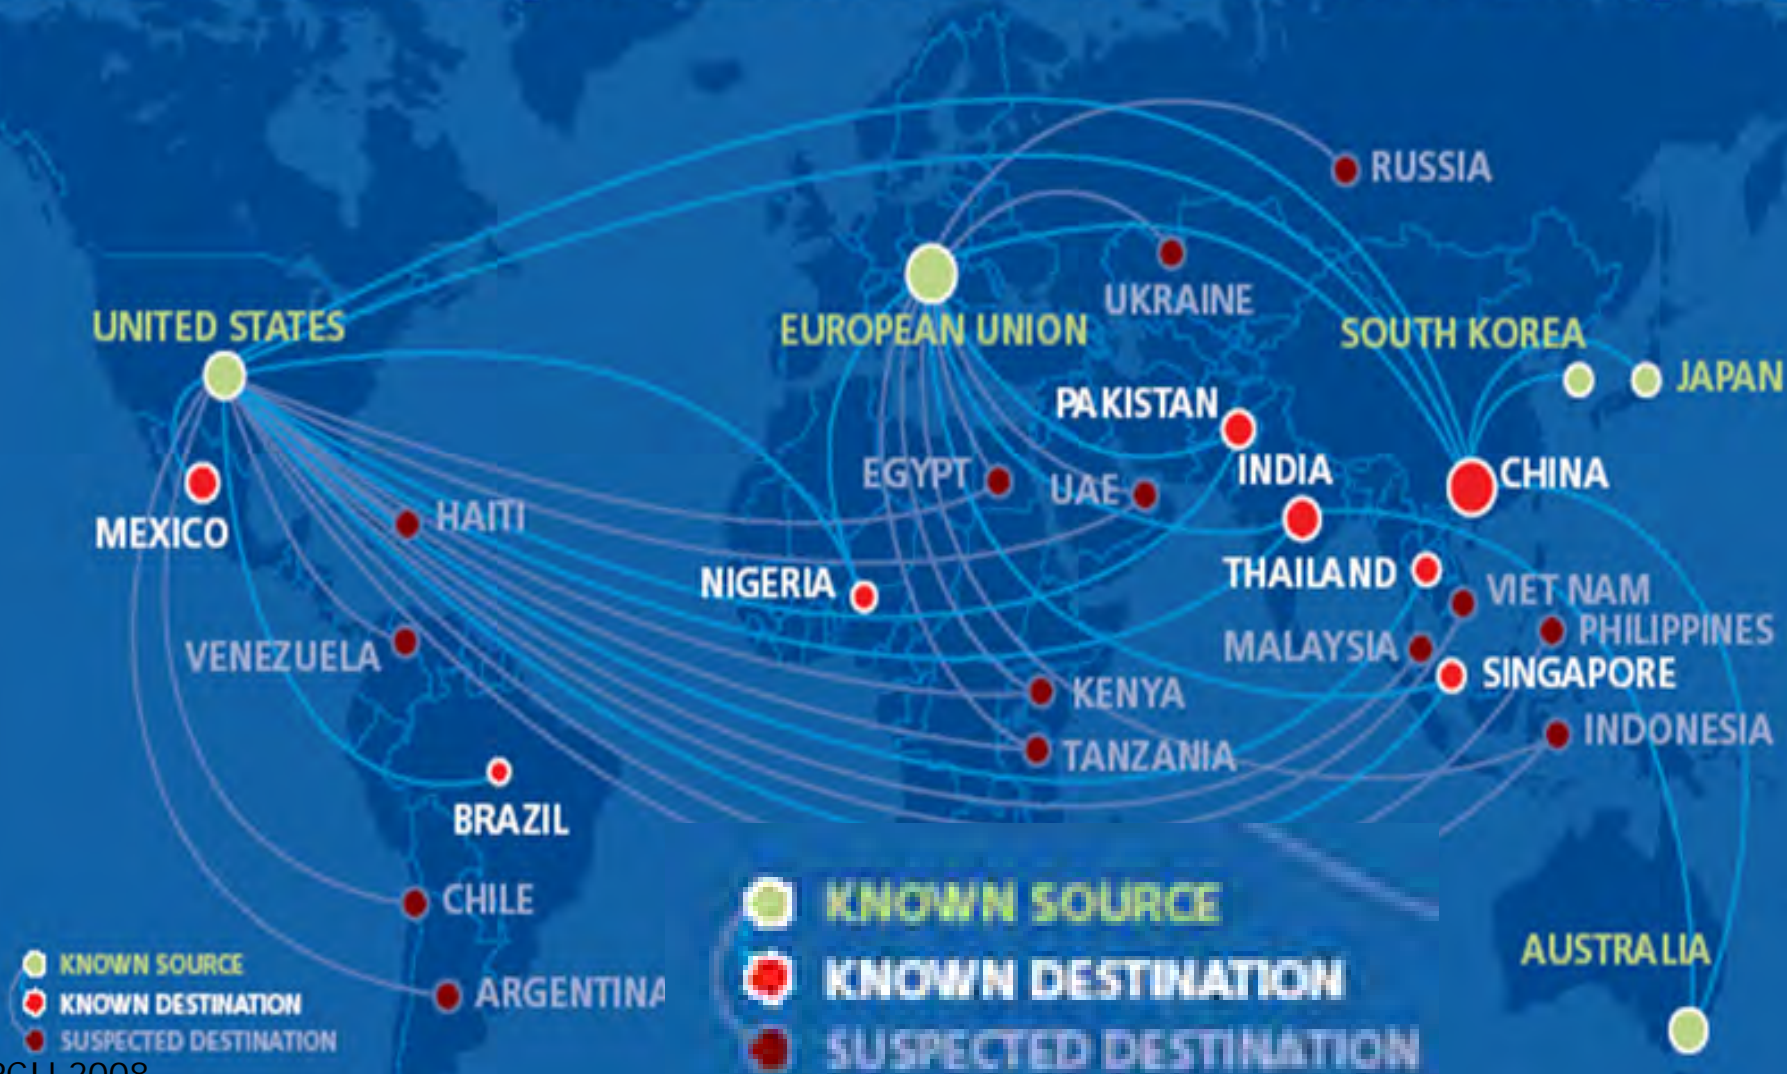 RUSSIA
UKRAINE
UNITED STATES
EUROPEAN UNION
SOUTH KOREA
JAPAN
PAKISTAN
EGYPT
UAE
INDIA
CHINA
MEXICO
HAITI
NIGERIA
THAILAND
VIET NAM
PHILIPPINES
VENEZUELA
MALAYSIA
SINGAPORE
KENYA
INDONESIA
TANZANIA
BRAZIL
CHILE
AUSTRALIA
ARGENTINA
KNOWN SOURCE
KNOWN DESTINATION
SUSPECTED DESTINATION
KNOWN SOURCE
KNOWN DESTINATION
SUSPECTED DESTINATION
2008